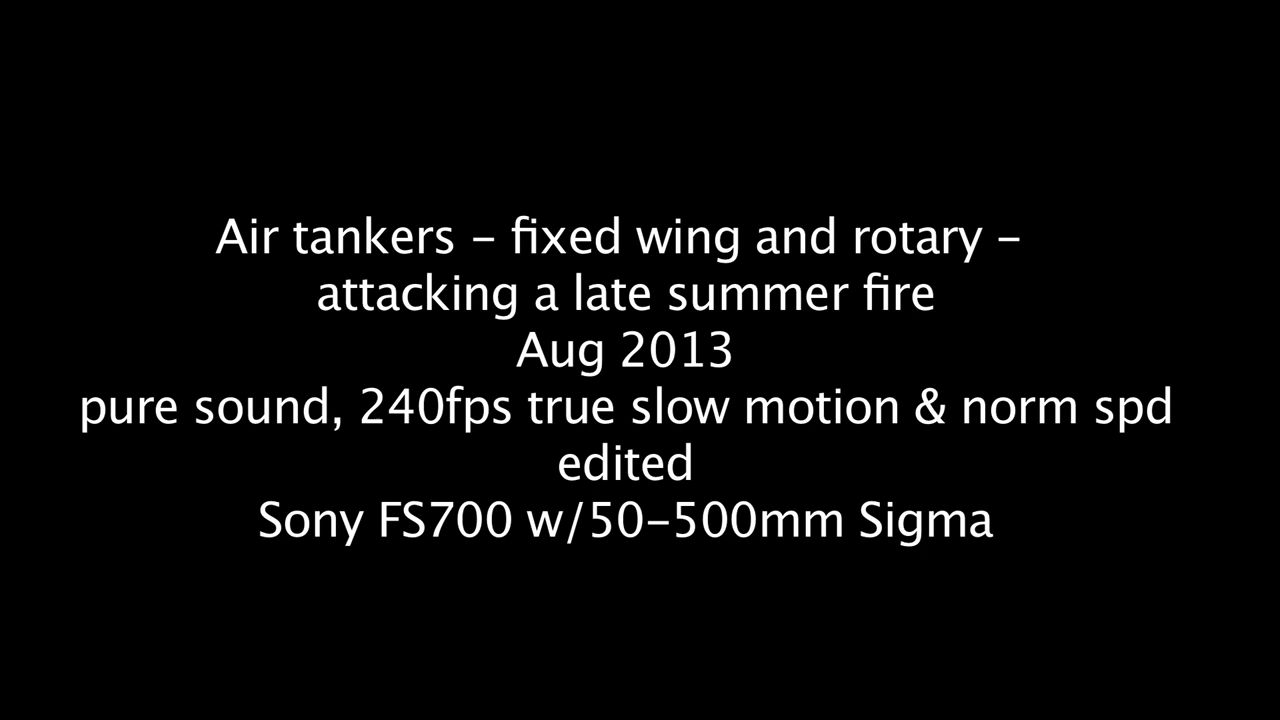 Air tankers – fixed wing and rotary –
attacking a late summer fire
Aug 2013
pure sound, 240fps true slow motion & norm spd
edited
Sony FS700 w/50–500mm Sigma